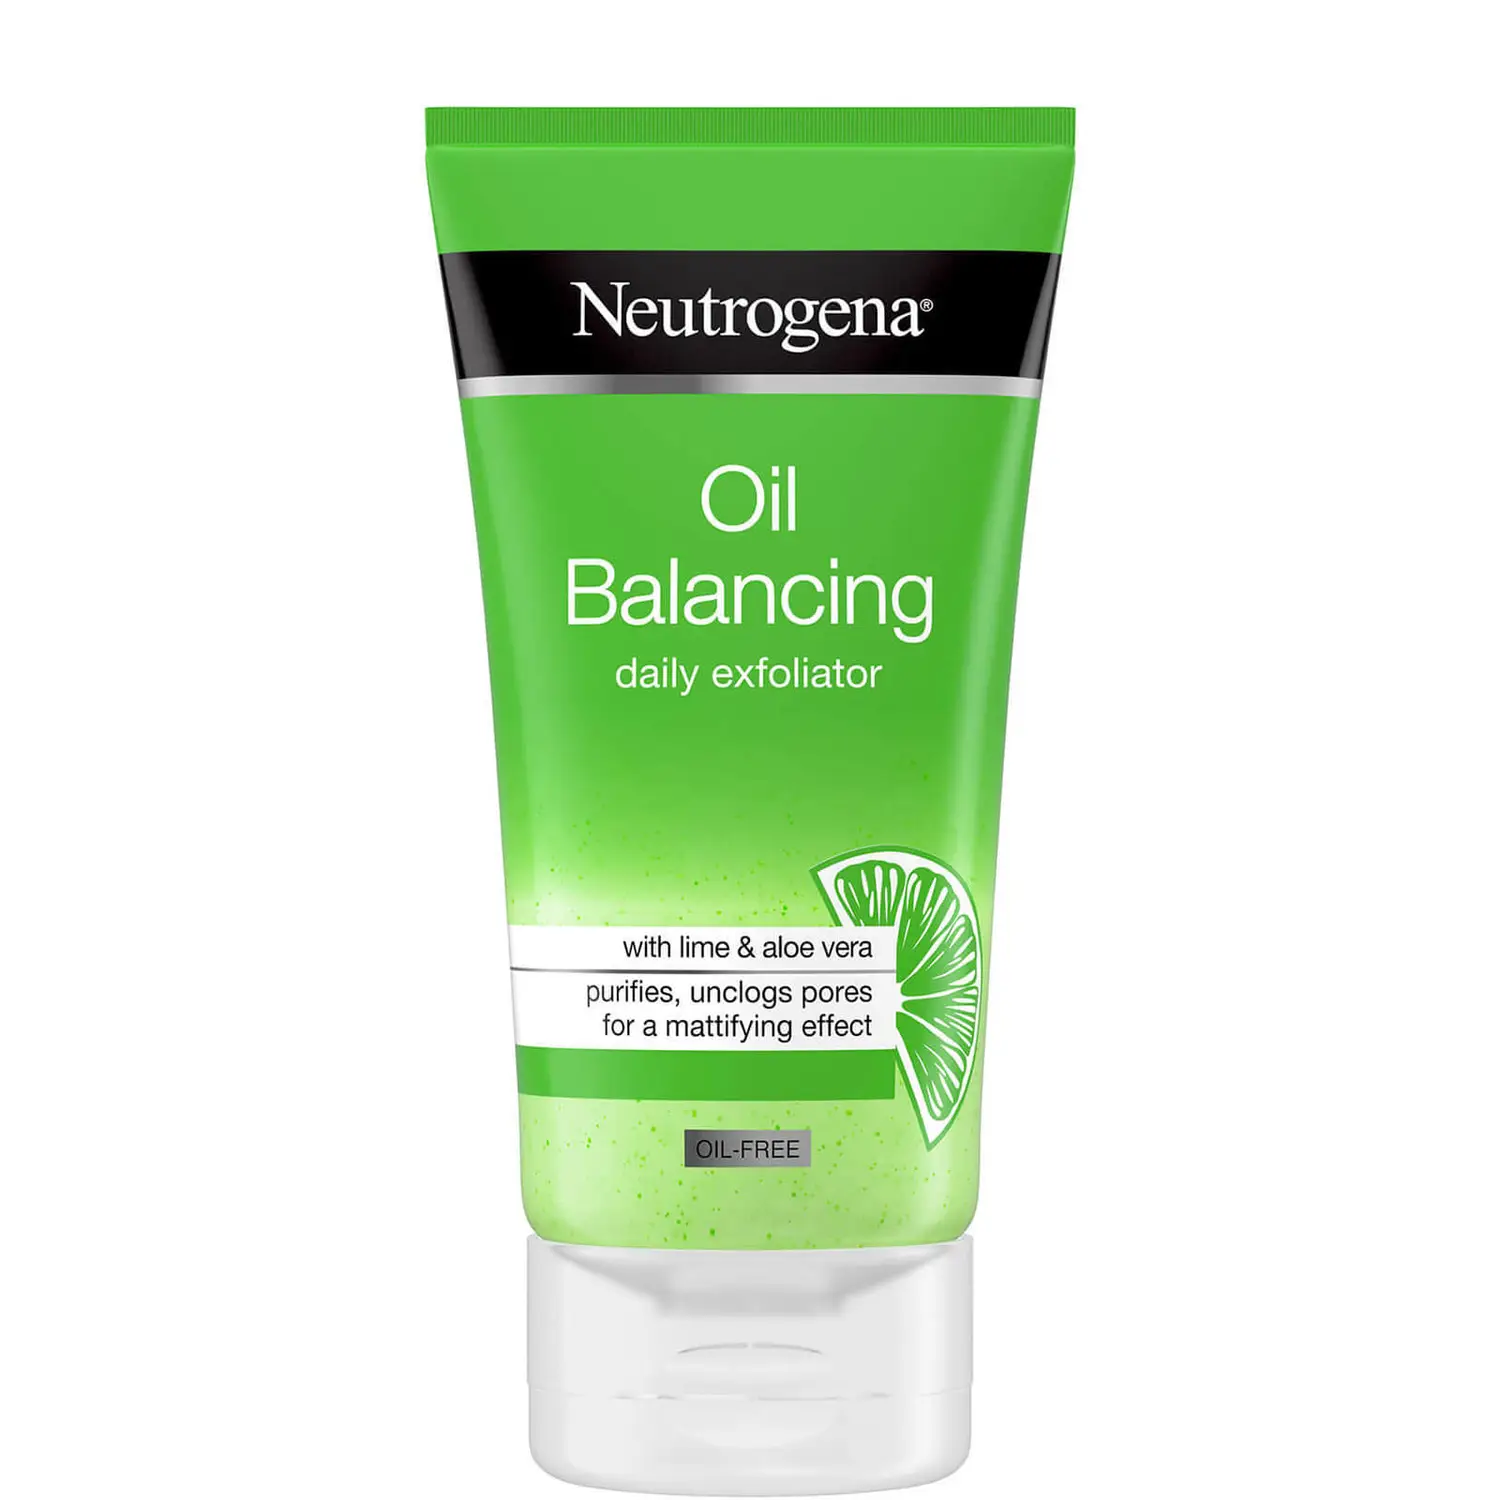 Neutrogena®
Oil
Balancing
daily exfoliator
with lime & aloe vera
purifies, unclogs pores
for a mattifying effect
OIL-FREE